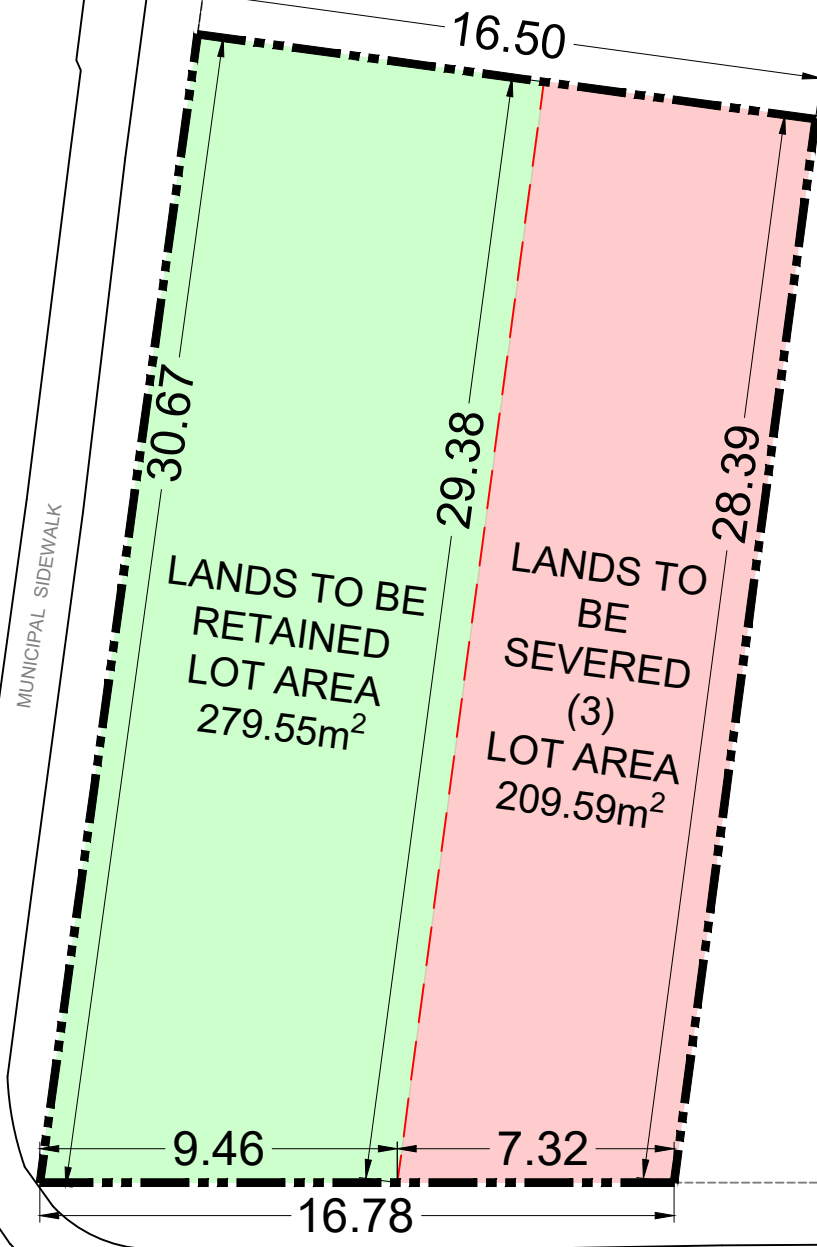 16.50
30.67
29.38
28.39
MUNICIPAL SIDEWALK
LANDS TO BE
RETAINED
LOT AREA
279.55m²
LANDS TO
BE
SEVERED
(3)
LOT AREA
209.59m²
9.46
7.32
16.78